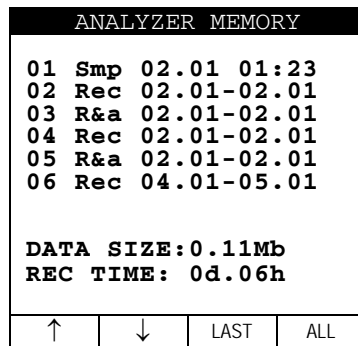 ANALYZER MEMORY
01 Smp 02.01 01:23
02 Rec 02.01-02.01
03 R&a 02.01-02.01
04 Rec 02.01-02.01
05 R&a 02.01-02.01
06 Rec 04.01-05.01
DATA SIZE:0.11Mb
REC TIME: 0d.06h
↑ ↓ LAST ALL